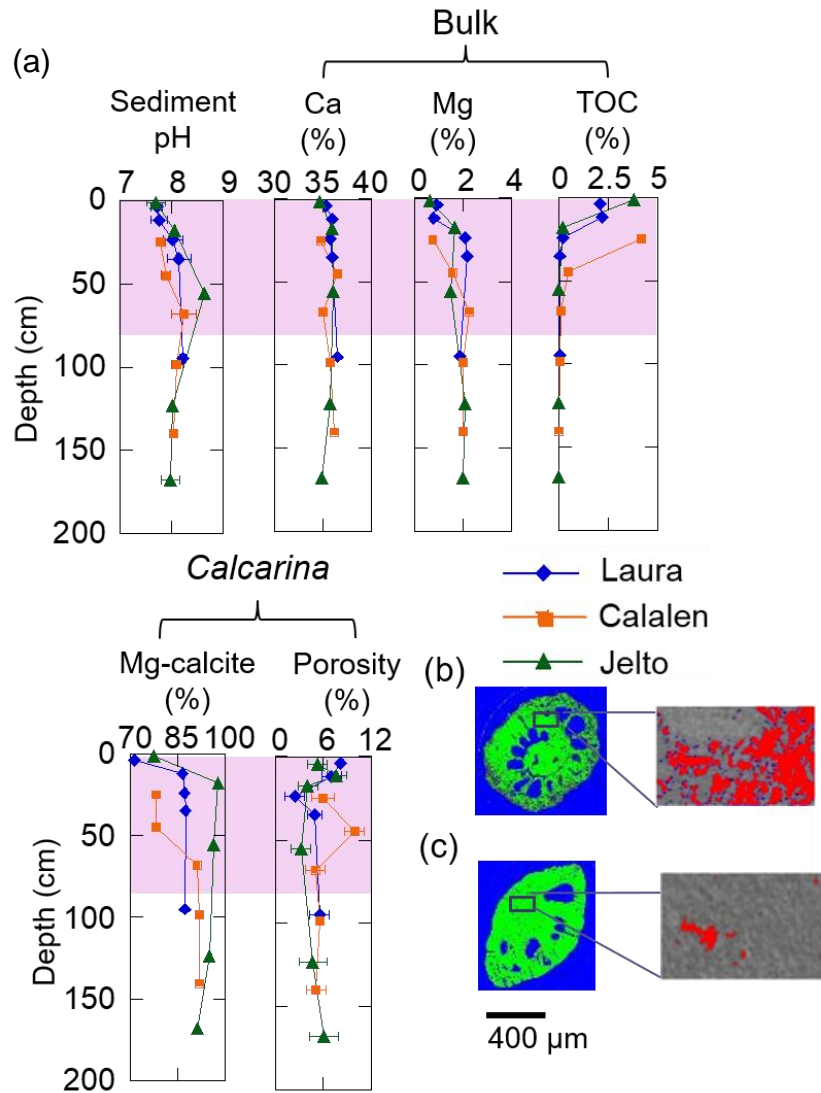 Bulk
(a)
Sediment pH
Ca (%)
Mg (%)
TOC (%)
7 8 9 30 35 40 0 2 4 0 2.5 5
0
50
100
150
200
Depth (cm)
Calcarina
Laura
Calalen
Jelto
Mg-calcite (%)
Porosity (%)
70 85 100 0 6 12
0
50
100
150
200
Depth (cm)
(b)
(c)
400 µm